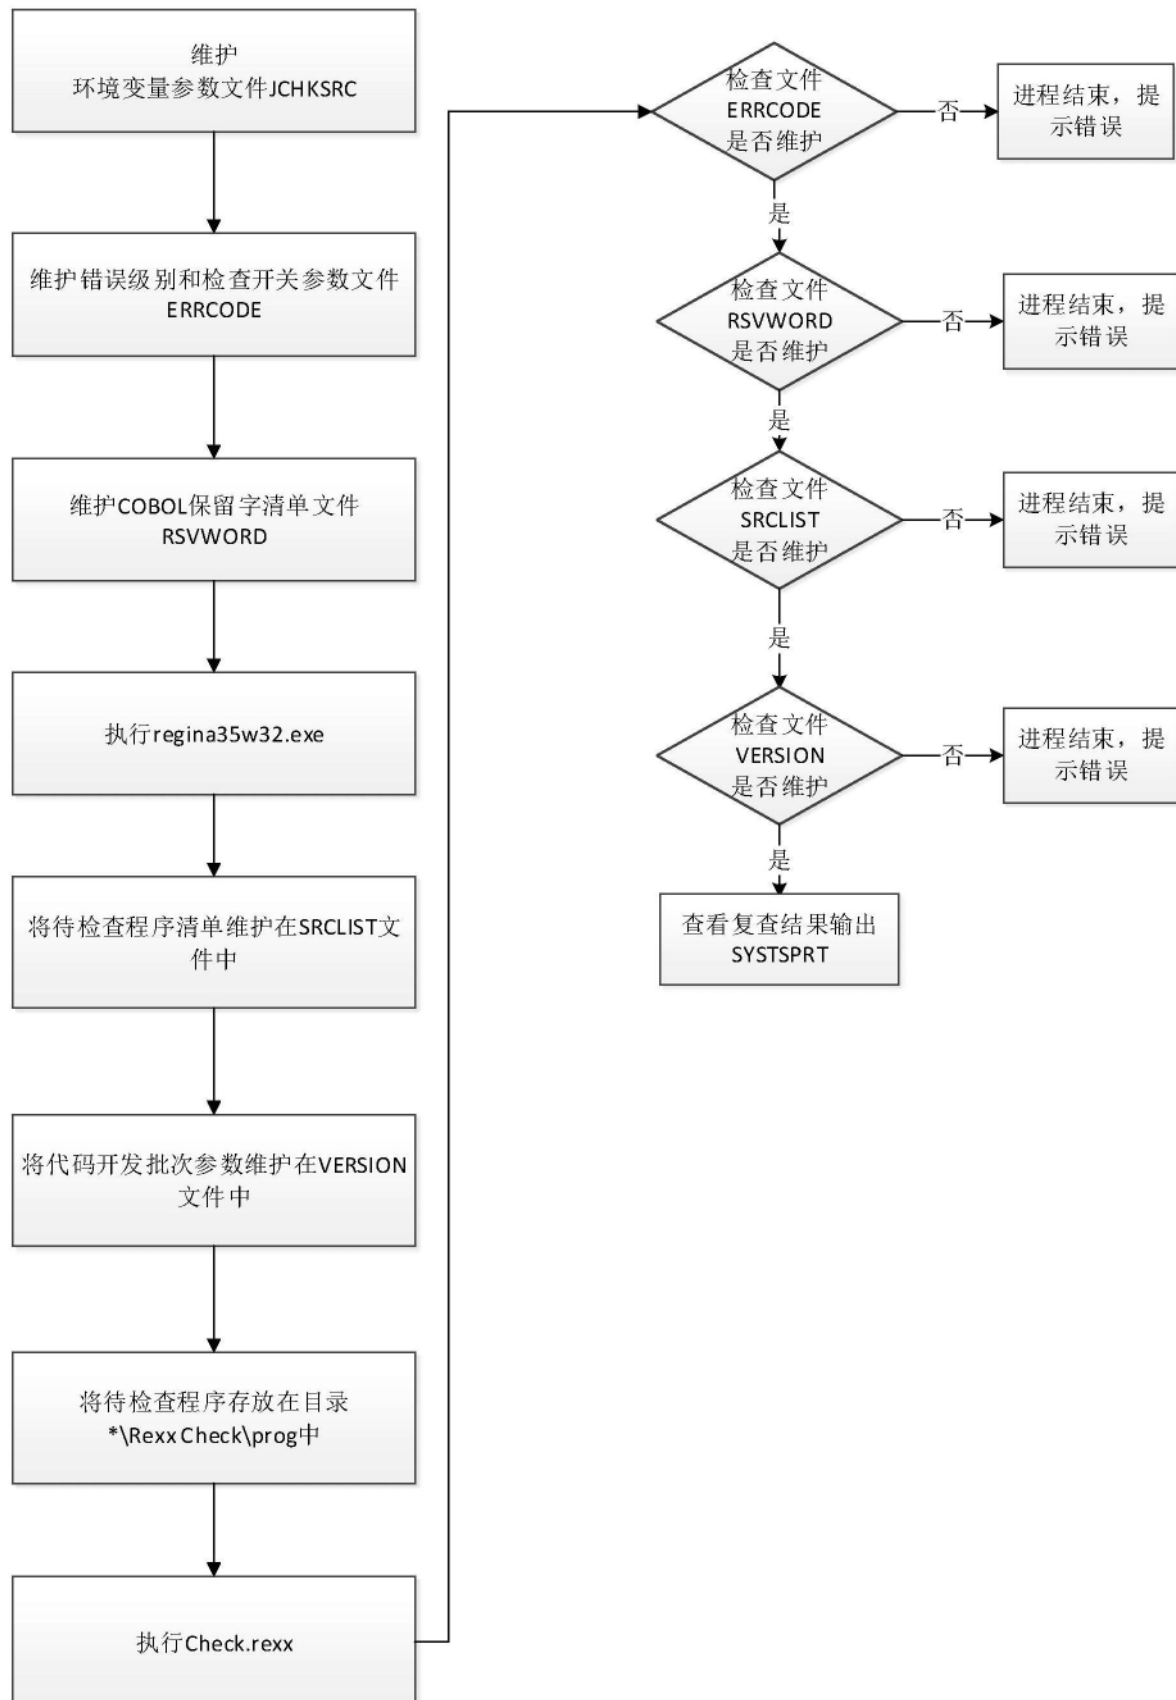 维护
环境变量参数文件JCHKSRC
维护错误级别和检查开关参数文件
ERRCODE
维护COBOL保留字清单文件
RSVWORD
执行regina35w32.exe
将待检查程序清单维护在SRCLIST文
件中
将代码开发批次参数维护在VERSION
文件中
将待检查程序存放在目录
*\Rexx Check\prog中
执行Check.rexx
检查文件
ERRCODE
是否维护
否
进程结束，提
示错误
是
检查文件
RSVWORD
是否维护
否
进程结束，提
示错误
是
检查文件
SRCLIST
是否维护
否
进程结束，提
示错误
是
检查文件
VERSION
是否维护
否
进程结束，提
示错误
是
查看复查结果输出
SYSTSPRT